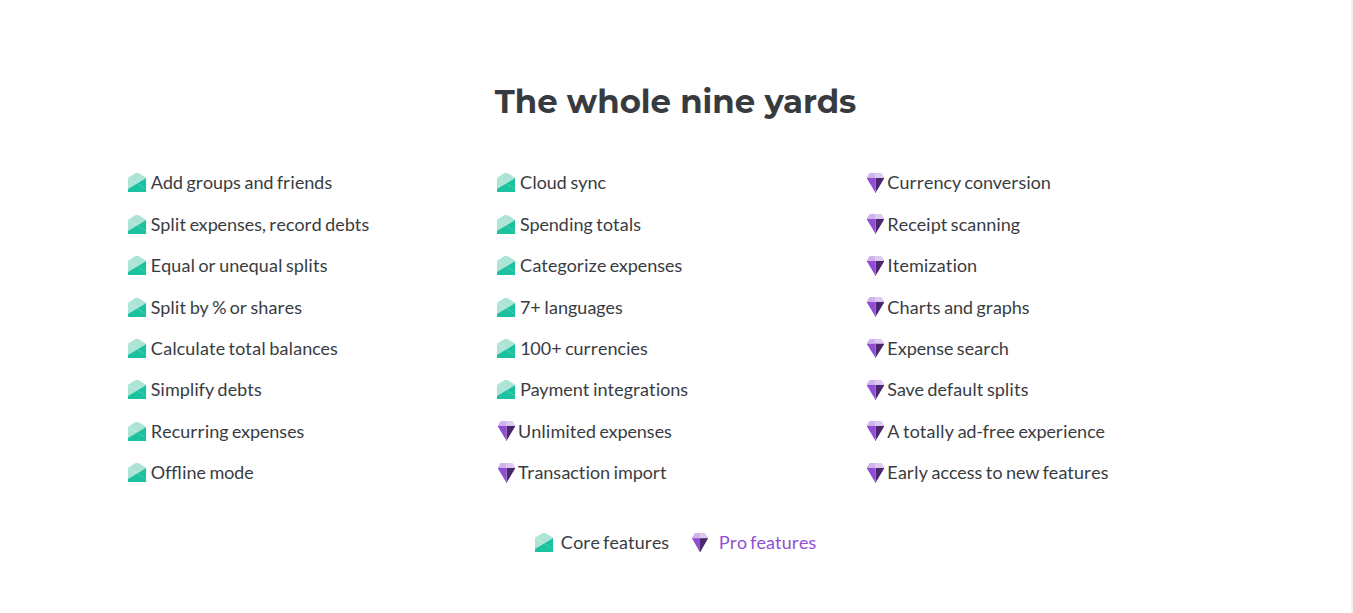 The whole nine yards
Add groups and friends
Split expenses, record debts
Equal or unequal splits
Split by % or shares
Calculate total balances
Simplify debts
Recurring expenses
Offline mode
Cloud sync
Spending totals
Categorize expenses
7+ languages
100+ currencies
Payment integrations
Unlimited expenses
Transaction import
Currency conversion
Receipt scanning
Itemization
Charts and graphs
Expense search
Save default splits
A totally ad-free experience
Early access to new features
Core features
Pro features